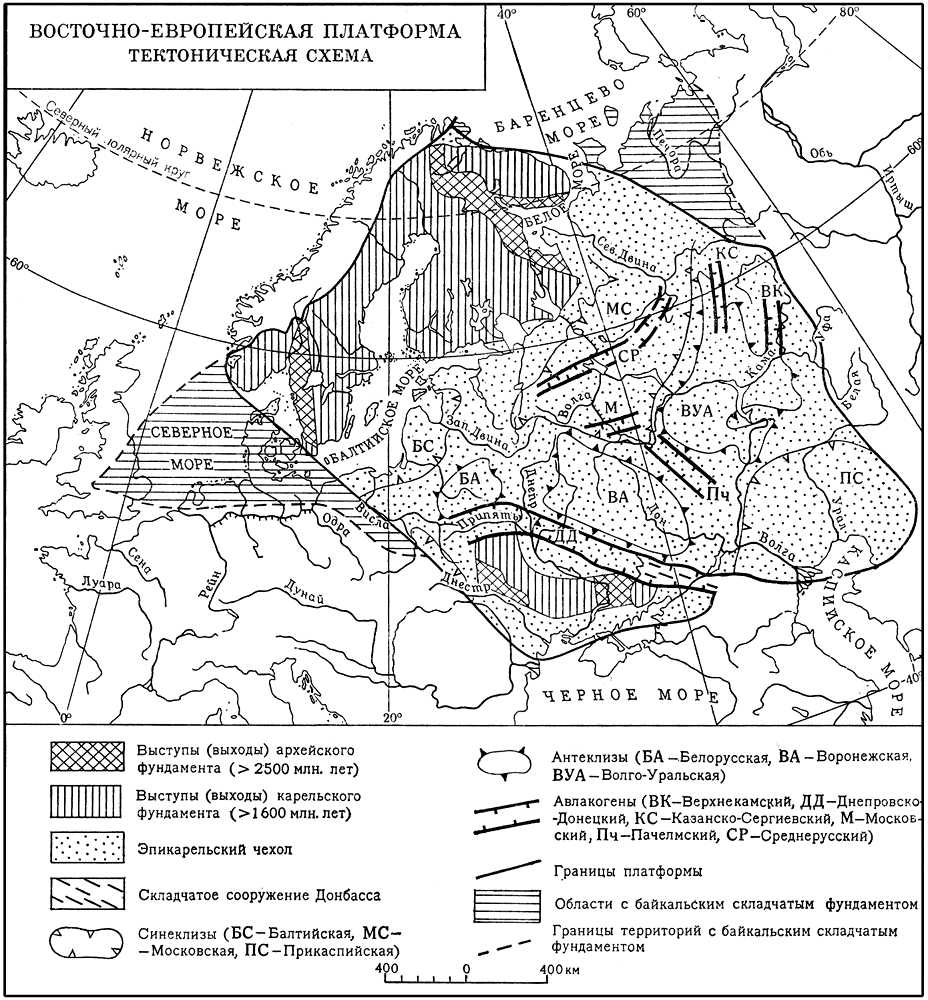 ВОСТОЧНО-ЕВРОПЕЙСКАЯ ПЛАТФОРМА
ТЕКТОНИЧЕСКАЯ СХЕМА
40°
60°
80°
БАРЕНЦЕВО
МОРЕ
Печора
Обь
60°
Иртыш
Северный полярный круг
НОРВЕЖСКОЕ
МОРЕ
БЕЛОЕ
МОРЕ
Сев. Двина
КС
ВК
МС
Уфа
60°
СР
Кама
Белая
БАЛТИЙСКОЕ МОРЕ
Волга
М
ВУА
СЕВЕРНОЕ
МОРЕ
Зап. Двина
БС
БА
Днепр
ВА
Дон
Пч
ПС
Урал
Висла
Одра
Припять
ДД
Волга
Сена
Луара
Рейн
Дунай
Днестр
КАСПИЙСКОЕ МОРЕ
ЧЕРНОЕ МОРЕ
40°
0°
20°
Выступы (выходы) архейского
фундамента (>2500 млн. лет)
Выступы (выходы) карельского
фундамента (>1600 млн. лет)
Эпикарельский чехол
Складчатое сооружение Донбасса
Синеклизы (БС–Балтийская, МС–
–Московская, ПС–Прикаспийская)
Антеклизы (БА–Белорусская, ВА–Воронежская,
ВУА–Волго-Уральская)
Авлакогены (ВК–Верхнекамский, ДД–Днепровско-
-Донецкий, КС–Казанско-Сергиевский, М–Москов-
ский, Пч–Пачелмский, СР–Среднерусский)
Границы платформы
Области с байкальским складчатым фундаментом
Границы территорий с байкальским складчатым
фундаментом
400 0 400 км